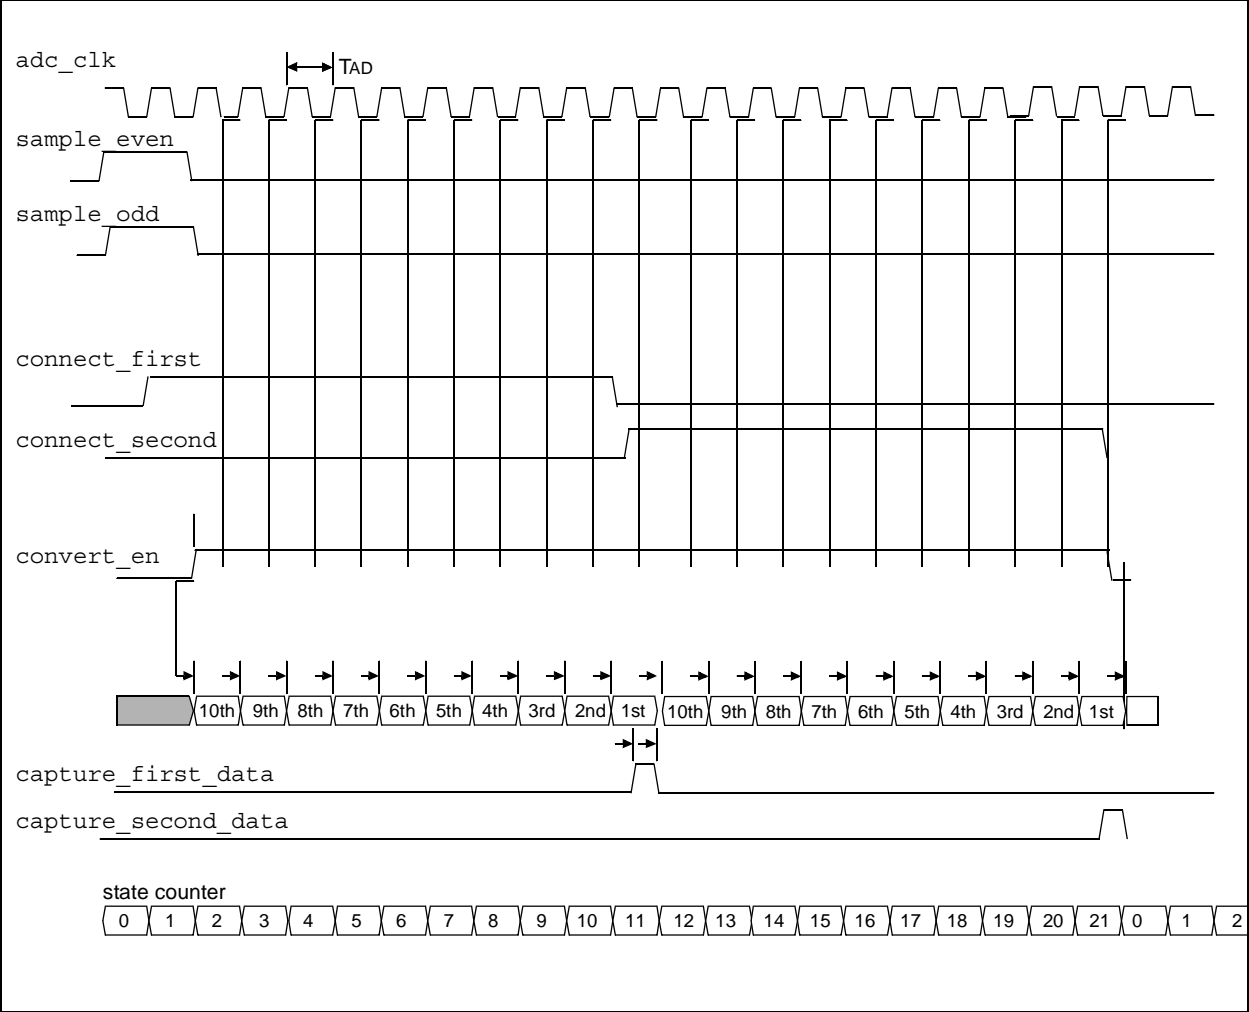 adc_clk
TAD
sample_even
sample_odd
connect_first
connect_second
convert_en
10th 9th 8th 7th 6th 5th 4th 3rd 2nd 1st 10th 9th 8th 7th 6th 5th 4th 3rd 2nd 1st
capture_first_data
capture_second_data
state counter
0 1 2 3 4 5 6 7 8 9 10 11 12 13 14 15 16 17 18 19 20 21 0 1 2